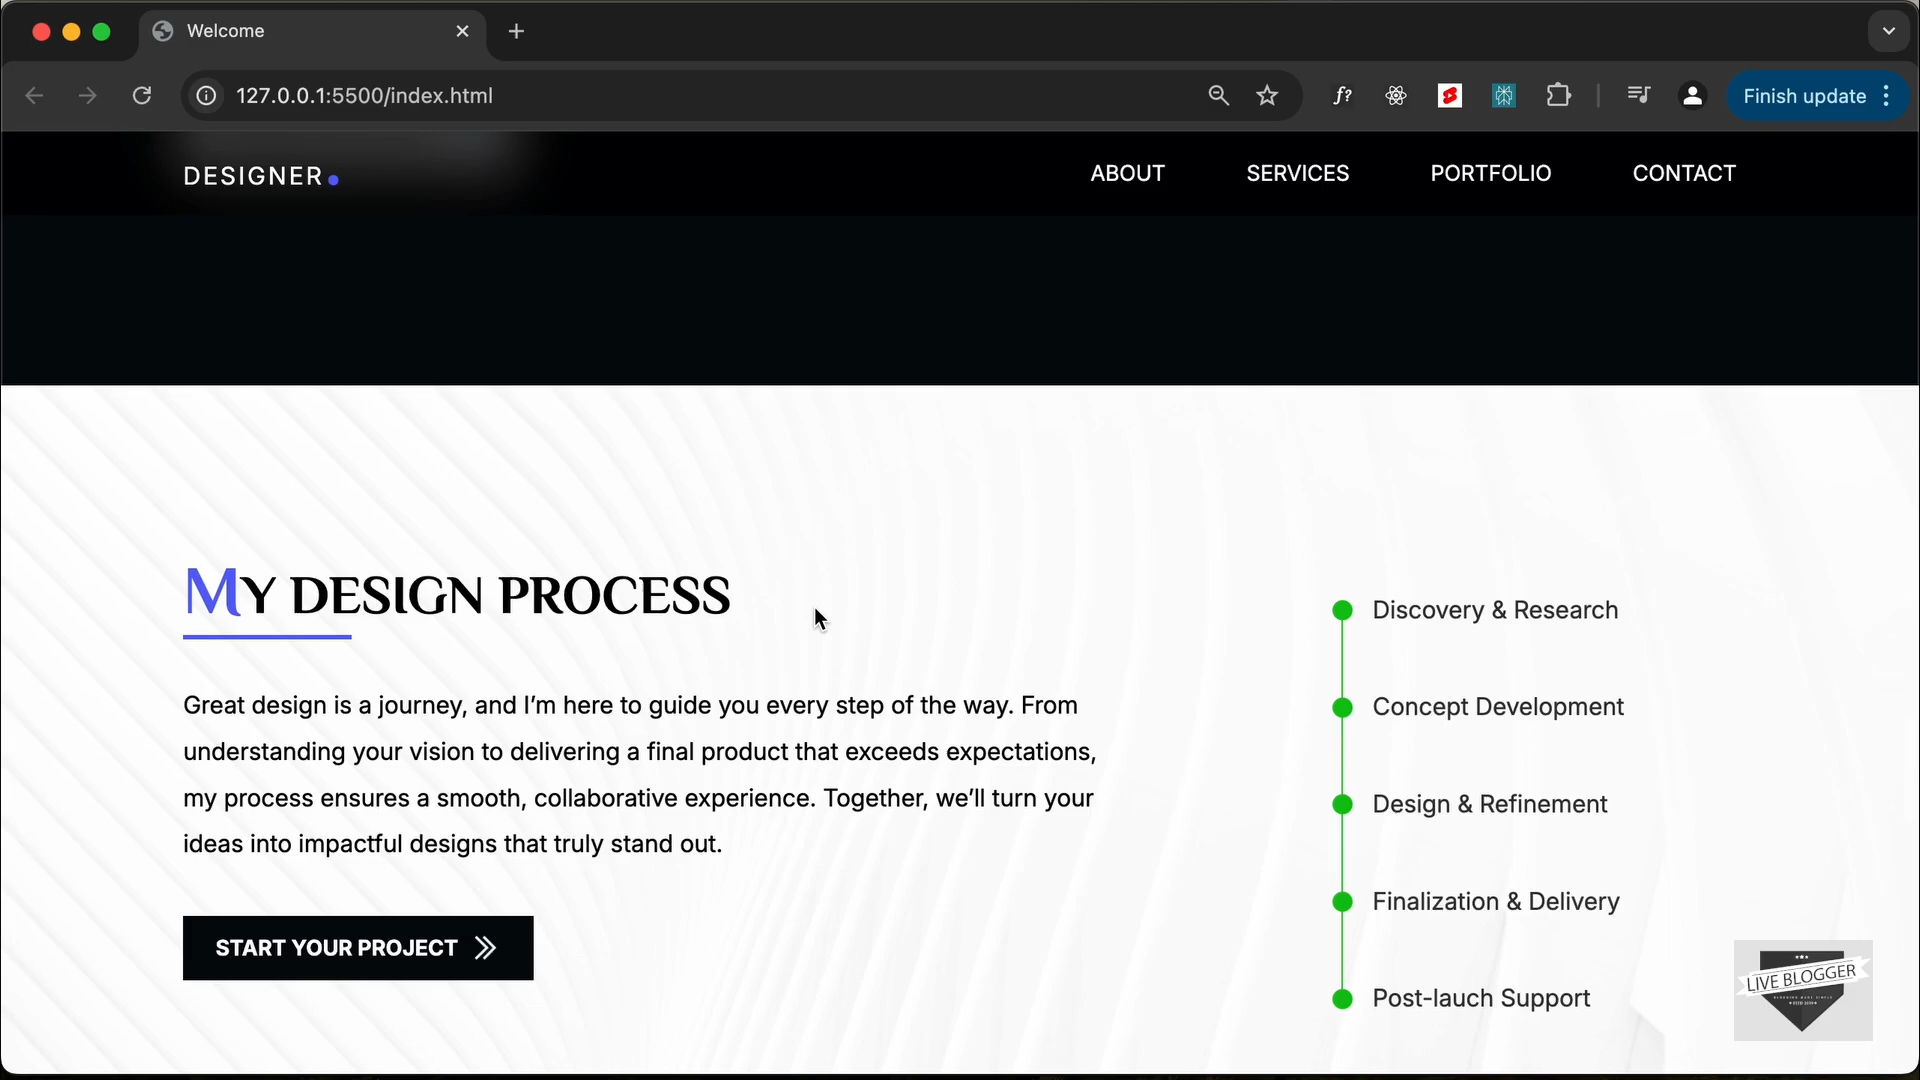 Welcome
127.0.0.1:5500/index.html
f?
Finish update
DESIGNER.
ABOUT SERVICES PORTFOLIO CONTACT
MY DESIGN PROCESS
Great design is a journey, and I’m here to guide you every step of the way. From
understanding your vision to delivering a final product that exceeds expectations,
my process ensures a smooth, collaborative experience. Together, we’ll turn your
ideas into impactful designs that truly stand out.
START YOUR PROJECT
Discovery & Research
Concept Development
Design & Refinement
Finalization & Delivery
Post-lauch Support
LIVE BLOGGER